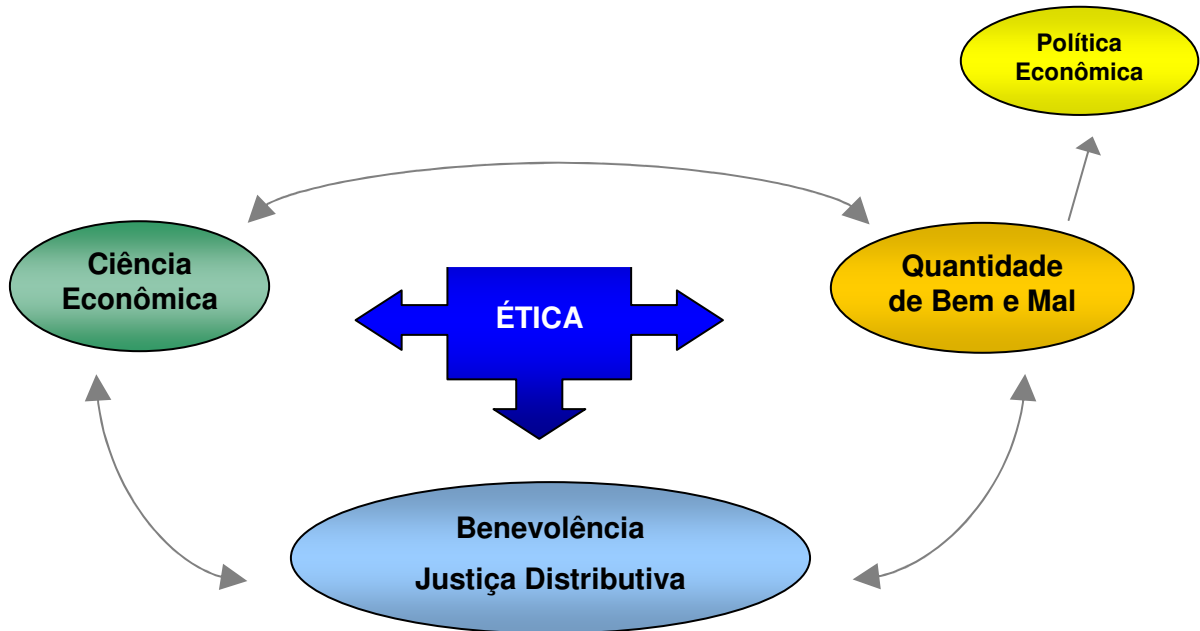 Política
Econômica
Ciência
Econômica
ÉTICA
Quantidade
de Bem e Mal
Benevolência
Justiça Distributiva